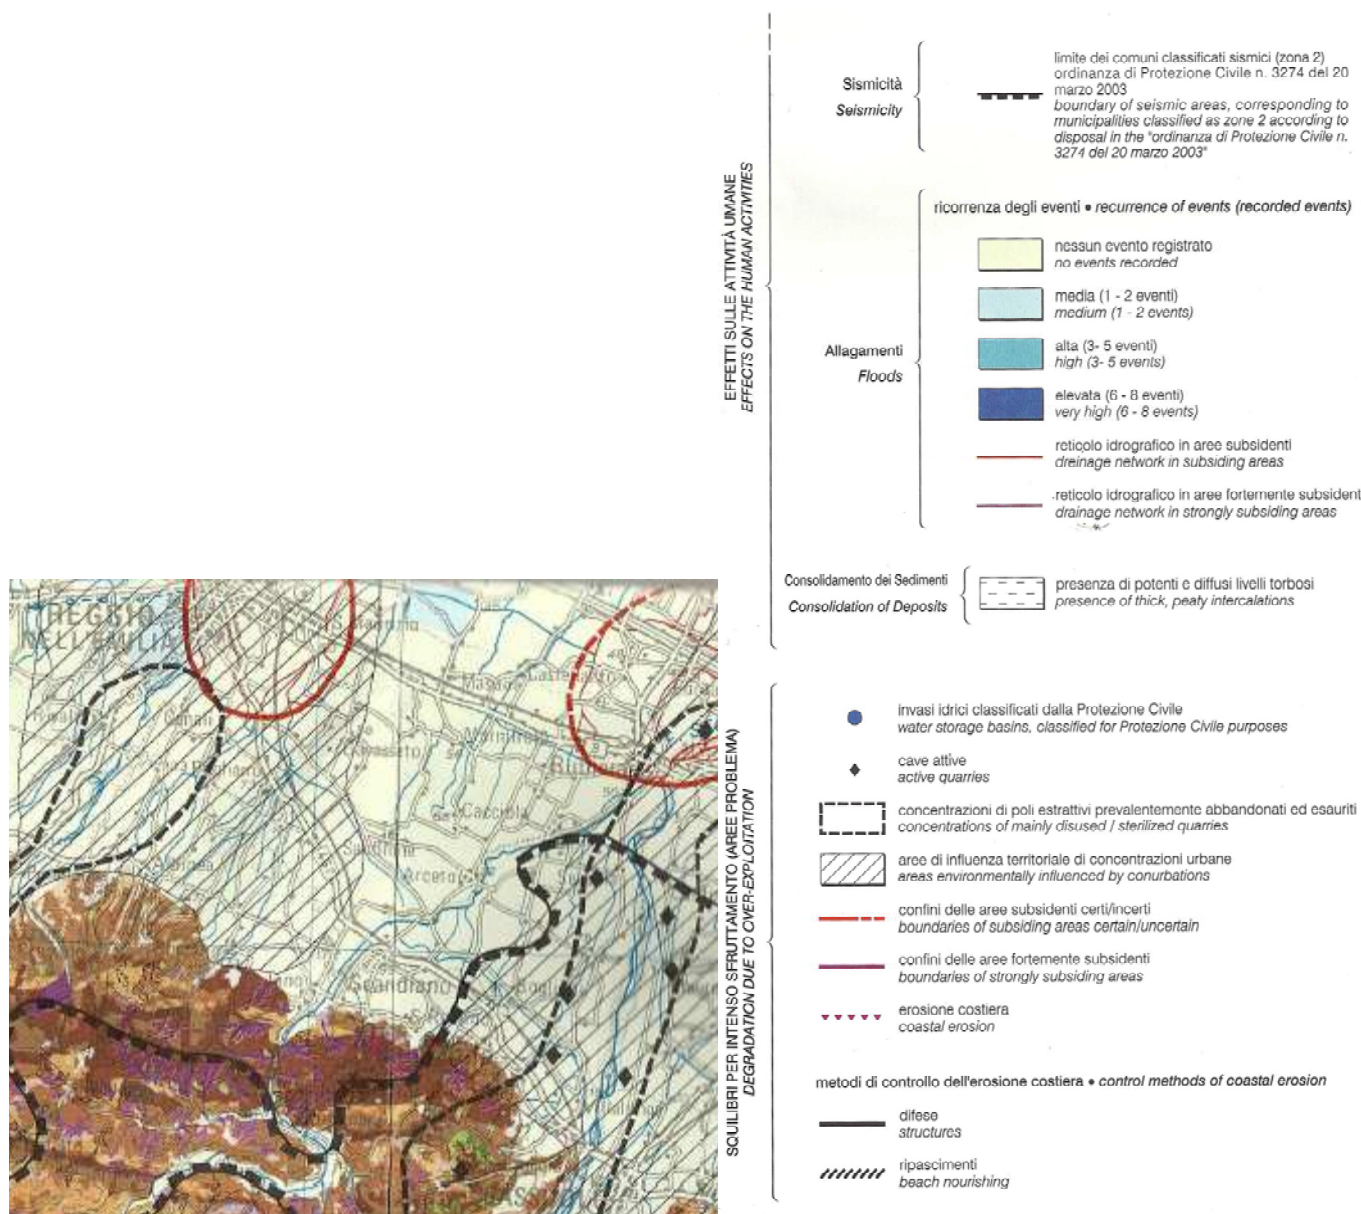 Sismicità
Seismicity
limite dei comuni classificati sismici (zona 2)
ordinanza di Protezione Civile n. 3274 del 20
marzo 2003
boundary of seismic areas, corresponding to
municipalities classified as zone 2 according to
disposal in the "ordinanza di Protezione Civile n.
3274 del 20 marzo 2003"
EFFETTI SULLE ATTIVITÀ UMANE
EFFECTS ON THE HUMAN ACTIVITIES
ricorrenza degli eventi • recurrence of events (recorded events)
nessun evento registrato
no events recorded
media (1 - 2 eventi)
medium (1 - 2 events)
Allagamenti
Floods
alta (3- 5 eventi)
high (3- 5 events)
elevata (6 - 8 eventi)
very high (6 - 8 events)
reticolo idrografico in aree subsidenti
dreinage network in subsiding areas
reticolo idrografico in aree fortemente subsident
drainage network in strongly subsiding areas
Consolidamento dei Sedimenti
Consolidation of Deposits
presenza di potenti e diffusi livelli torbosi
presence of thick, peaty intercalations
SQUILIBRI PER INTENSO SFRUTTAMENTO (AREE PROBLEMA)
DEGRADATION DUE TO OVER-EXPLOITATION
invasi idrici classificati dalla Protezione Civile
water storage basins, classified for Protezione Civile purposes
cave attive
active quarries
concentrazioni di poli estrattivi prevalentemente abbandonati ed esauriti
concentrations of mainly disused / sterilized quarries
aree di influenza territoriale di concentrazioni urbane
areas environmentally influenced by conurbations
confini delle aree subsidenti certi/incerti
boundaries of subsiding areas certain/uncertain
confini delle aree fortemente subsidenti
boundaries of strongly subsiding areas
erosione costiera
coastal erosion
metodi di controllo dell'erosione costiera • control methods of coastal erosion
difese
structures
ripascimenti
beach nourishing
REGGIO
Masone
Cacciola
Arceto
Scandiano